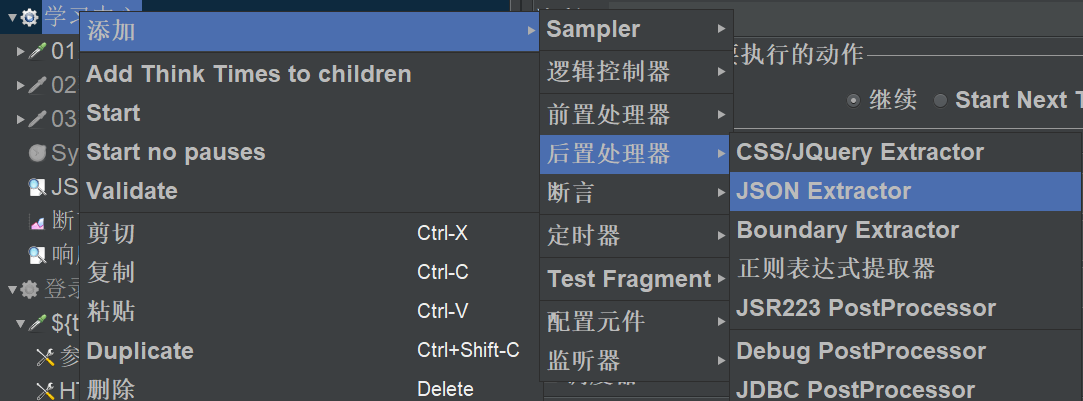 学习中心
01
02
03
Sy
JS
断
响
登录
${t
参
HT
添加
Add Think Times to children
Start
Start no pauses
Validate
剪切 Ctrl-X
复制 Ctrl-C
粘贴 Ctrl-V
Duplicate Ctrl+Shift-C
删除 Delete
Sampler
逻辑控制器
前置处理器
后置处理器
断言
定时器
Test Fragment
配置元件
监听器
要执行的动作
继续 Start Next T
CSS/JQuery Extractor
JSON Extractor
Boundary Extractor
正则表达式提取器
JSR223 PostProcessor
Debug PostProcessor
JDBC PostProcessor